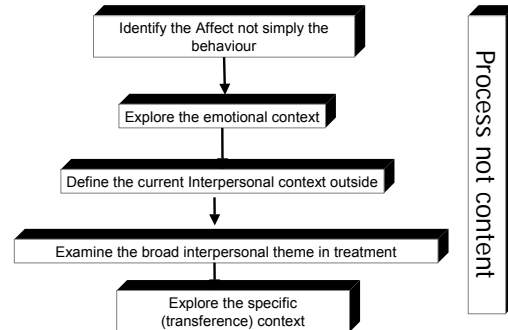 Identify the Affect not simply the
behaviour
Explore the emotional context
Define the current Interpersonal context outside
Examine the broad interpersonal theme in treatment
Explore the specific
(transference) context
Process not content